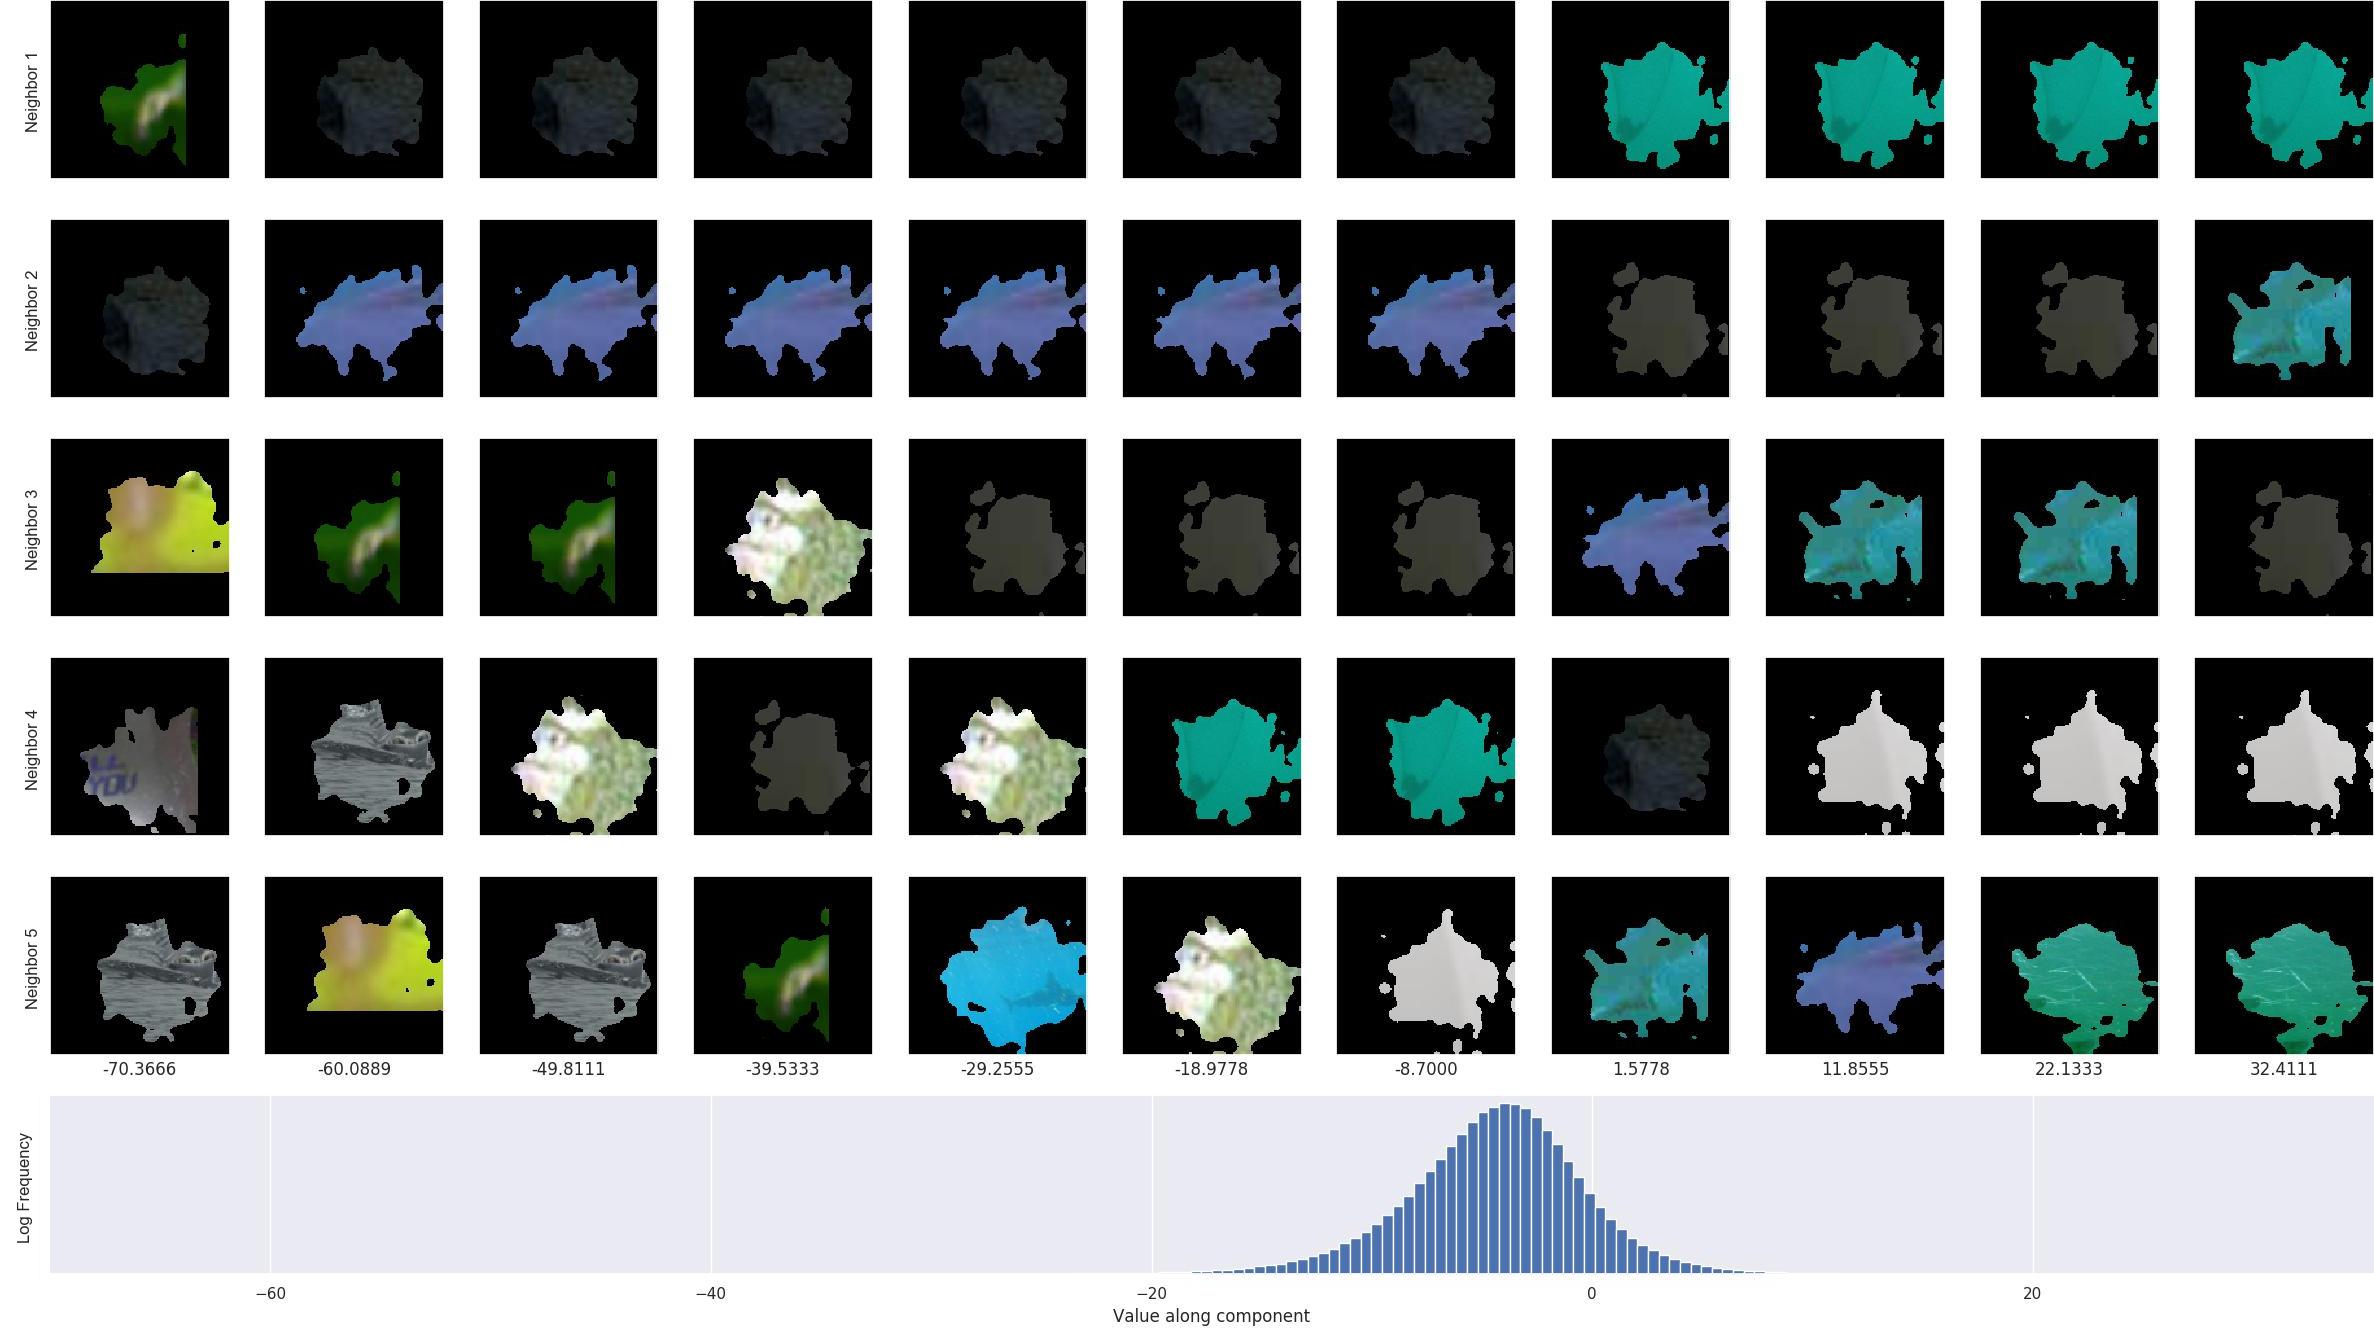 Neighbor 1
Neighbor 2
Neighbor 3
Neighbor 4
LL
YOU
Neighbor 5
-70.3666 -60.0889 -49.8111 -39.5333 -29.2555 -18.9778 -8.7000 1.5778 11.8555 22.1333 32.4111
Log Frequency
−60 −40 −20 0 20
Value along component